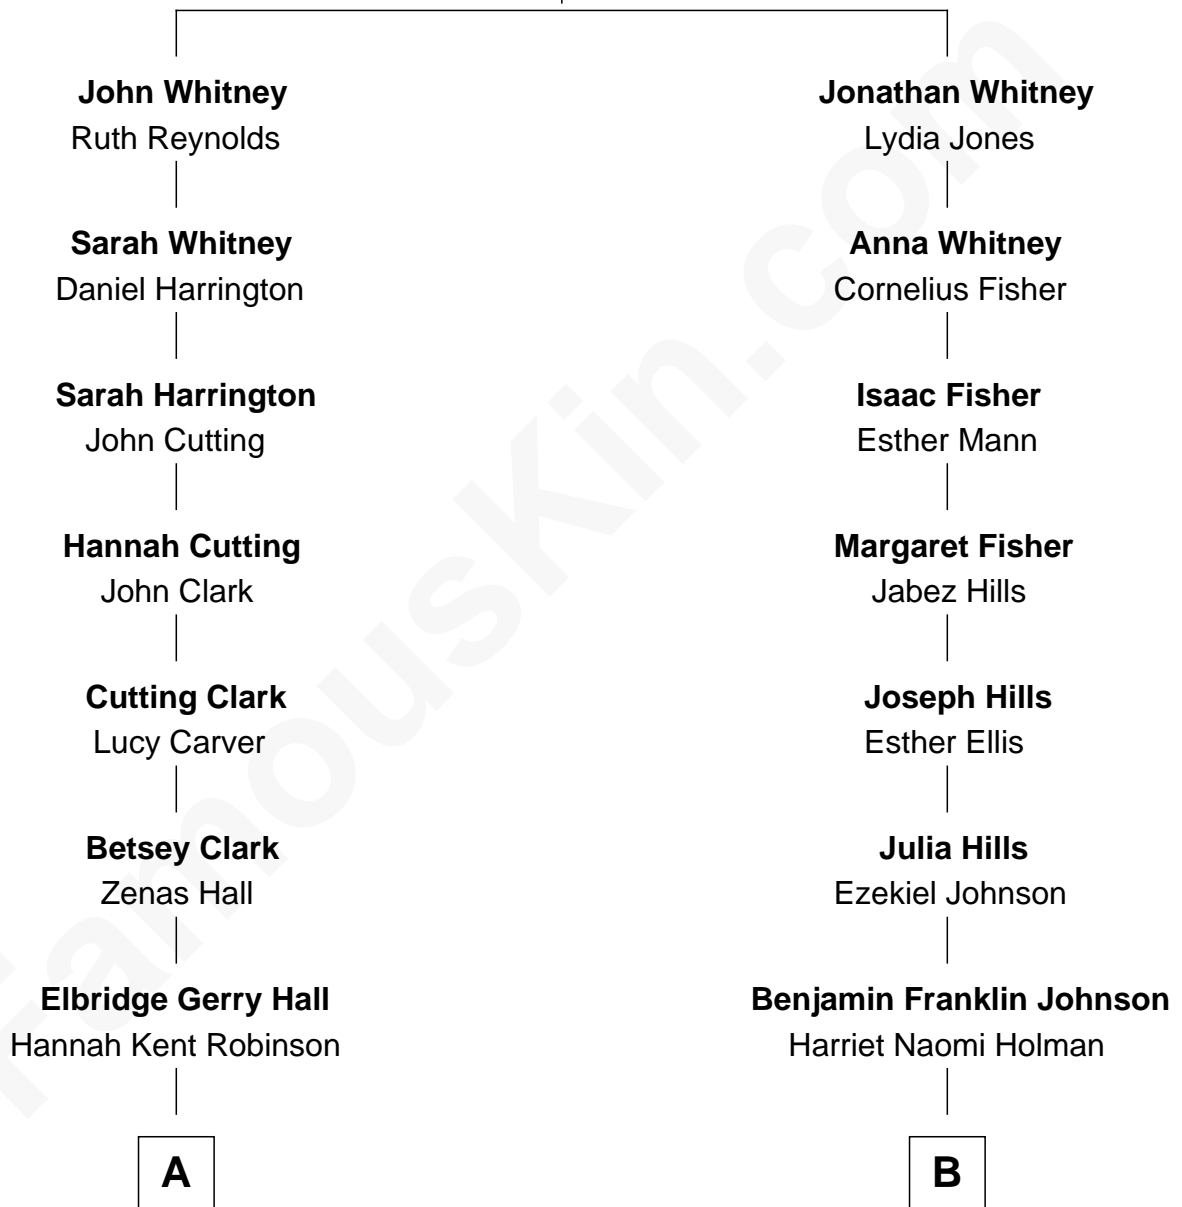 John Whitney
Ruth Reynolds
Sarah Whitney
Daniel Harrington
Sarah Harrington
John Cutting
Hannah Cutting
John Clark
Cutting Clark
Lucy Carver
Betsey Clark
Zenas Hall
Elbridge Gerry Hall
Hannah Kent Robinson
A
Jonathan Whitney
Lydia Jones
Anna Whitney
Cornelius Fisher
Isaac Fisher
Esther Mann
Margaret Fisher
Jabez Hills
Joseph Hills
Esther Ellis
Julia Hills
Ezekiel Johnson
Benjamin Franklin Johnson
Harriet Naomi Holman
B
FamousKin.com